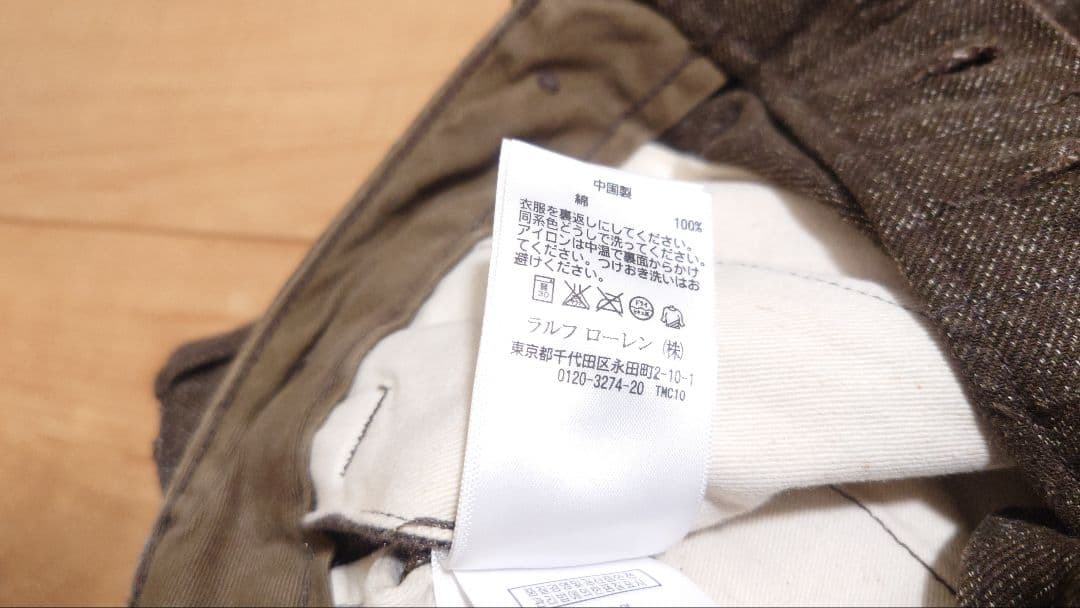 中国製
綿 100%
衣服を裏返しにしてください。
同系色どうしで洗ってください。
アイロンは中温で裏面からかけ
てください。つけおき洗いはお
避けください。
30
ドライ
ラルフ ローレン (株)
東京都千代田区永田町2-10-1
0120-3274-20 TMC10